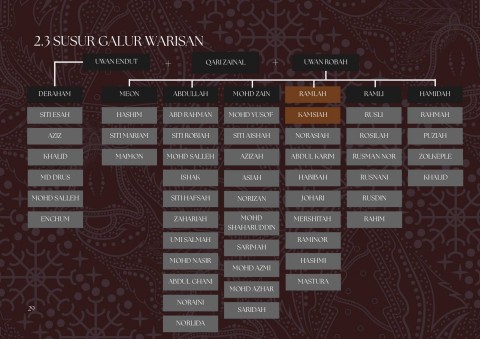 2.3 SUSUR GALUR WARISAN
UWAN ENDUT + QARI ZAINAL + UWAN ROBAH
DERAHAM
SITI ESAH
AZIZ
KHALID
MD DRUS
MOHD SALLEH
ENCHUM
MEON
HASHIM
SITI MARIAM
MAIMON
ABDULLAH
ABD RAHMAN
SITI ROBIAH
MOHD SALLEH
ISHAK
SITI HAFSAH
ZAHARIAH
UMI SALMAH
MOHD NASIR
ABDUL GHANI
NORAINI
NORLIDA
MOHD ZAIN
MOHD YUSOF
SITI AISHAH
AZIZAH
ASIAH
NORIZAN
MOHD
SHAHARUDDIN
SARIMAH
MOHD AZMI
MOHD AZHAR
SARIDAH
RAMLAH
KAMSIAH
NORASIAH
ABDUL KARIM
HABIBAH
JOHARI
MERSHITAH
RAMINOR
HASHMI
MASTURA
RAMLI
RUSLI
ROSILAH
RUSMAN NOR
RUSNANI
RUSDIN
RAHIM
HAMIDAH
RAHMAH
PUZIAH
ZOLKEPLE
KHALID
29